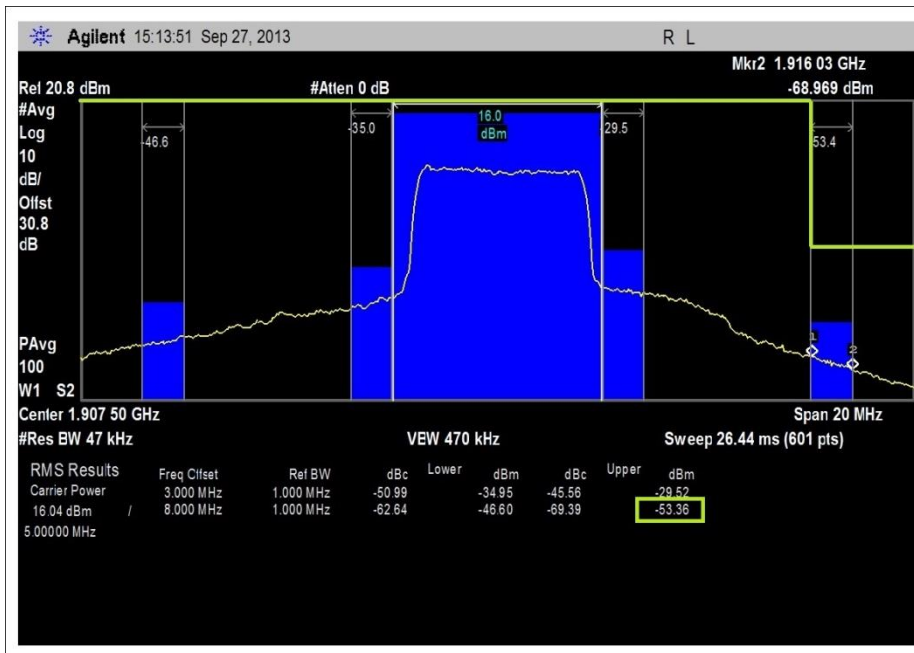 Agilent 15:13:51 Sep 27, 2013 R L
Mkr2 1.916 03 GHz
Ref 20.8 dBm #Atten 0 dB -68.969 dBm
#Avg
Log
10
dB/
Offst
30.8
dB
-46.6 -35.0 16.0 dBm -29.5 -53.4
PAvg
100
W1 S2
1 2
Center 1.907 50 GHz Span 20 MHz
#Res BW 47 kHz VBW 470 kHz Sweep 26.44 ms (601 pts)
RMS Results Freq Offset Ref BW dBc Lower dBm dBc Upper dBm
Carrier Power 3.000 MHz 1.000 MHz -50.99 -34.95 -45.56 -29.52
16.04 dBm / 8.000 MHz 1.000 MHz -62.64 -46.60 -69.39 -53.36
5.00000 MHz